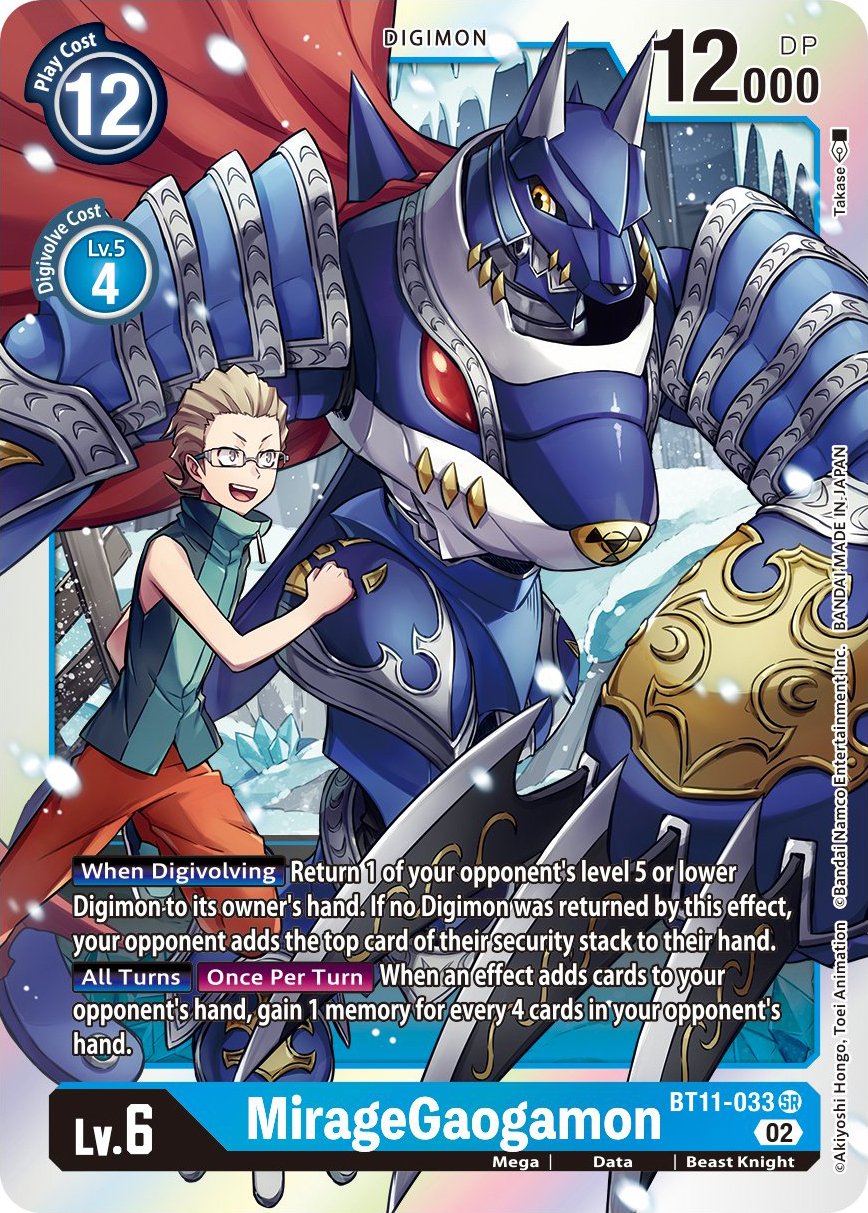 DIGIMON
Play Cost
12
12000
DP
Digivolve Cost
Lv.5
4
Takase
BANDAI MADE IN JAPAN
©Bandai Namco Entertainment Inc.
©Akiyoshi Hongo, Toei Animation
When Digivolving Return 1 of your opponent's level 5 or lower
Digimon to its owner's hand. If no Digimon was returned by this effect,
your opponent adds the top card of their security stack to their hand.
All Turns Once Per Turn When an effect adds cards to your
opponent's hand, gain 1 memory for every 4 cards in your opponent's
hand.
Lv.6
MirageGaogamon
BT11-033 SR
02
Mega | Data | Beast Knight